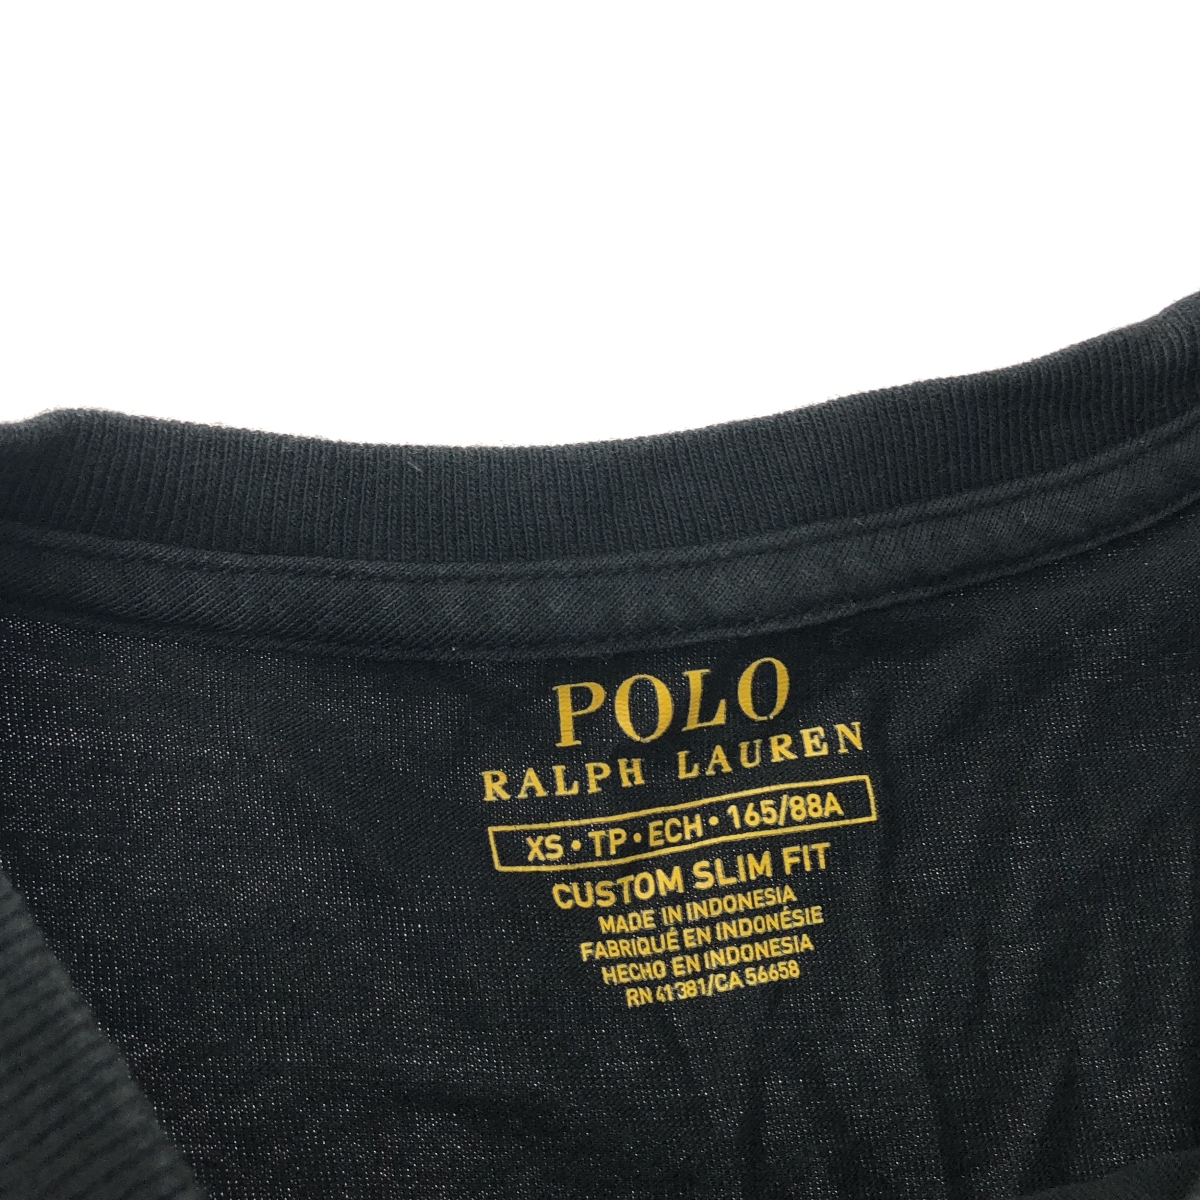 POLO
RALPH LAUREN
XS • TP • ECH • 165/88A
CUSTOM SLIM FIT
MADE IN INDONESIA
FABRIQUÉ EN INDONÉSIE
HECHO EN INDONESIA
RN 41381/CA 56658